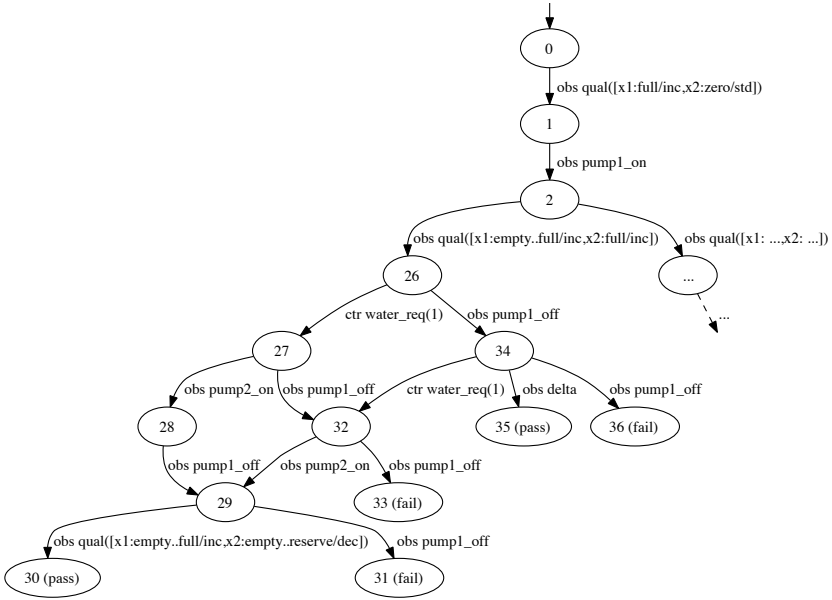 0
obs qual([x1:full/inc,x2:zero/std])
1
obs pump1_on
2
obs qual([x1:empty..full/inc,x2:full/inc])
obs qual([x1: ...,x2: ...])
26
...
ctr water_req(1)
obs pump1_off
...
27
34
obs pump2_on
obs pump1_off
ctr water_req(1)
obs delta
obs pump1_off
28
32
35 (pass)
36 (fail)
obs pump1_off
obs pump2_on
obs pump1_off
29
33 (fail)
obs qual([x1:empty..full/inc,x2:empty..reserve/dec])
obs pump1_off
30 (pass)
31 (fail)